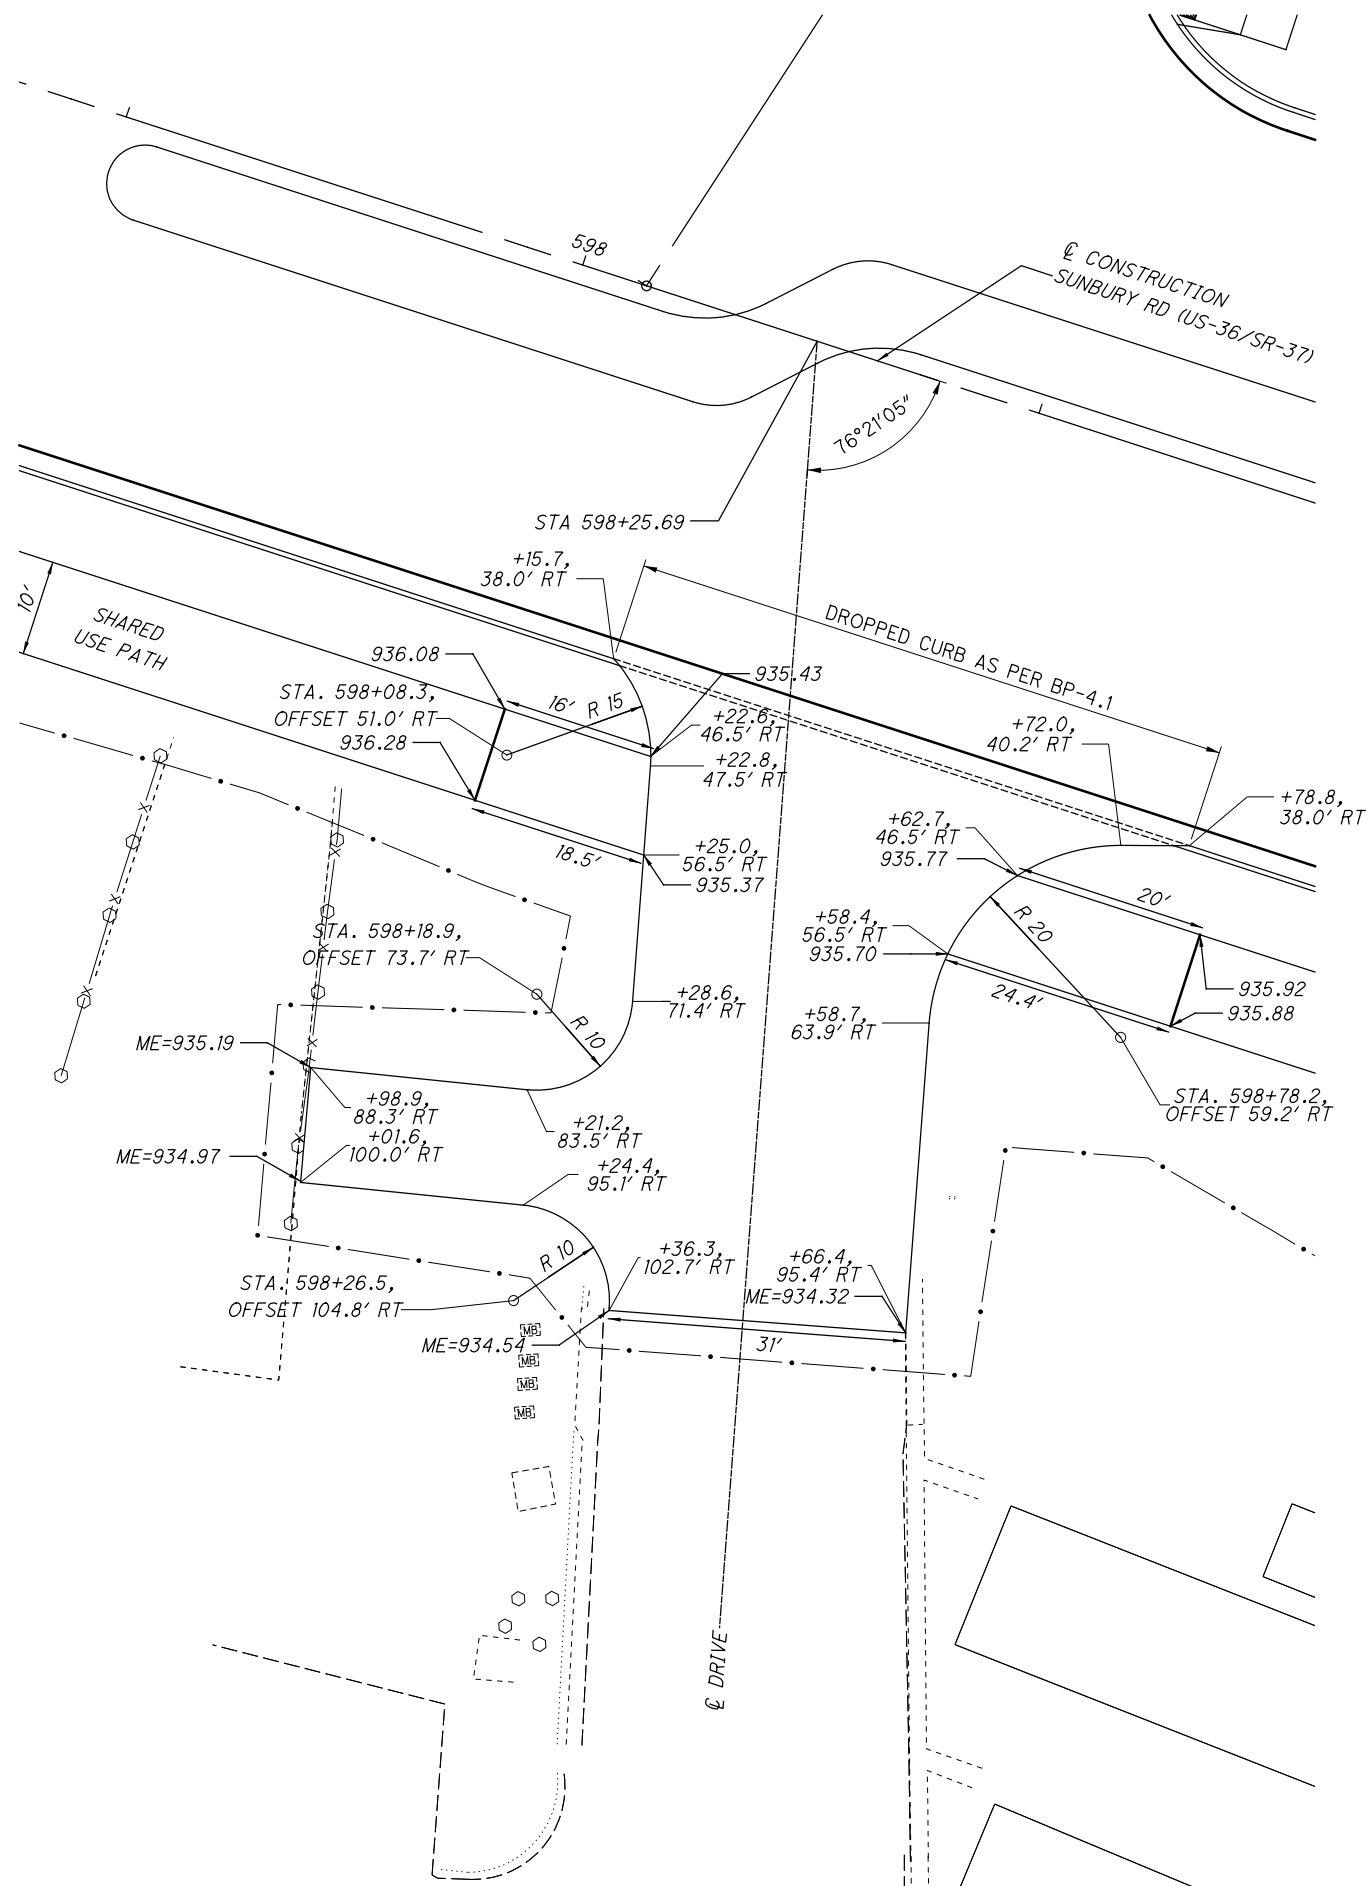 598
℄ CONSTRUCTION
SUNBURY RD (US-36/SR-37)
76°21'05"
STA 598+25.69
+15.7,
38.0' RT
10'
SHARED
USE PATH
DROPPED CURB AS PER BP-4.1
936.08
935.43
STA. 598+08.3,
OFFSET 51.0' RT
16'
R 15
936.28
+22.6,
46.5' RT
+22.8,
47.5' RT
+72.0,
40.2' RT
+78.8,
38.0' RT
+62.7,
46.5' RT
935.77
18.5'
+25.0,
56.5' RT
935.37
20'
R 20
+58.4,
56.5' RT
935.70
STA. 598+18.9,
OFFSET 73.7' RT
24.4'
935.92
935.88
+28.6,
71.4' RT
+58.7,
63.9' RT
R 10
ME=935.19
+98.9,
88.3' RT
STA. 598+78.2,
OFFSET 59.2' RT
+21.2,
83.5' RT
+01.6,
100.0' RT
ME=934.97
+24.4,
95.1' RT
R 10
+36.3,
102.7' RT
+66.4,
95.4' RT
ME=934.32
STA. 598+26.5,
OFFSET 104.8' RT
ME=934.54
31'
MB
MB
MB
MB
℄ DRIVE